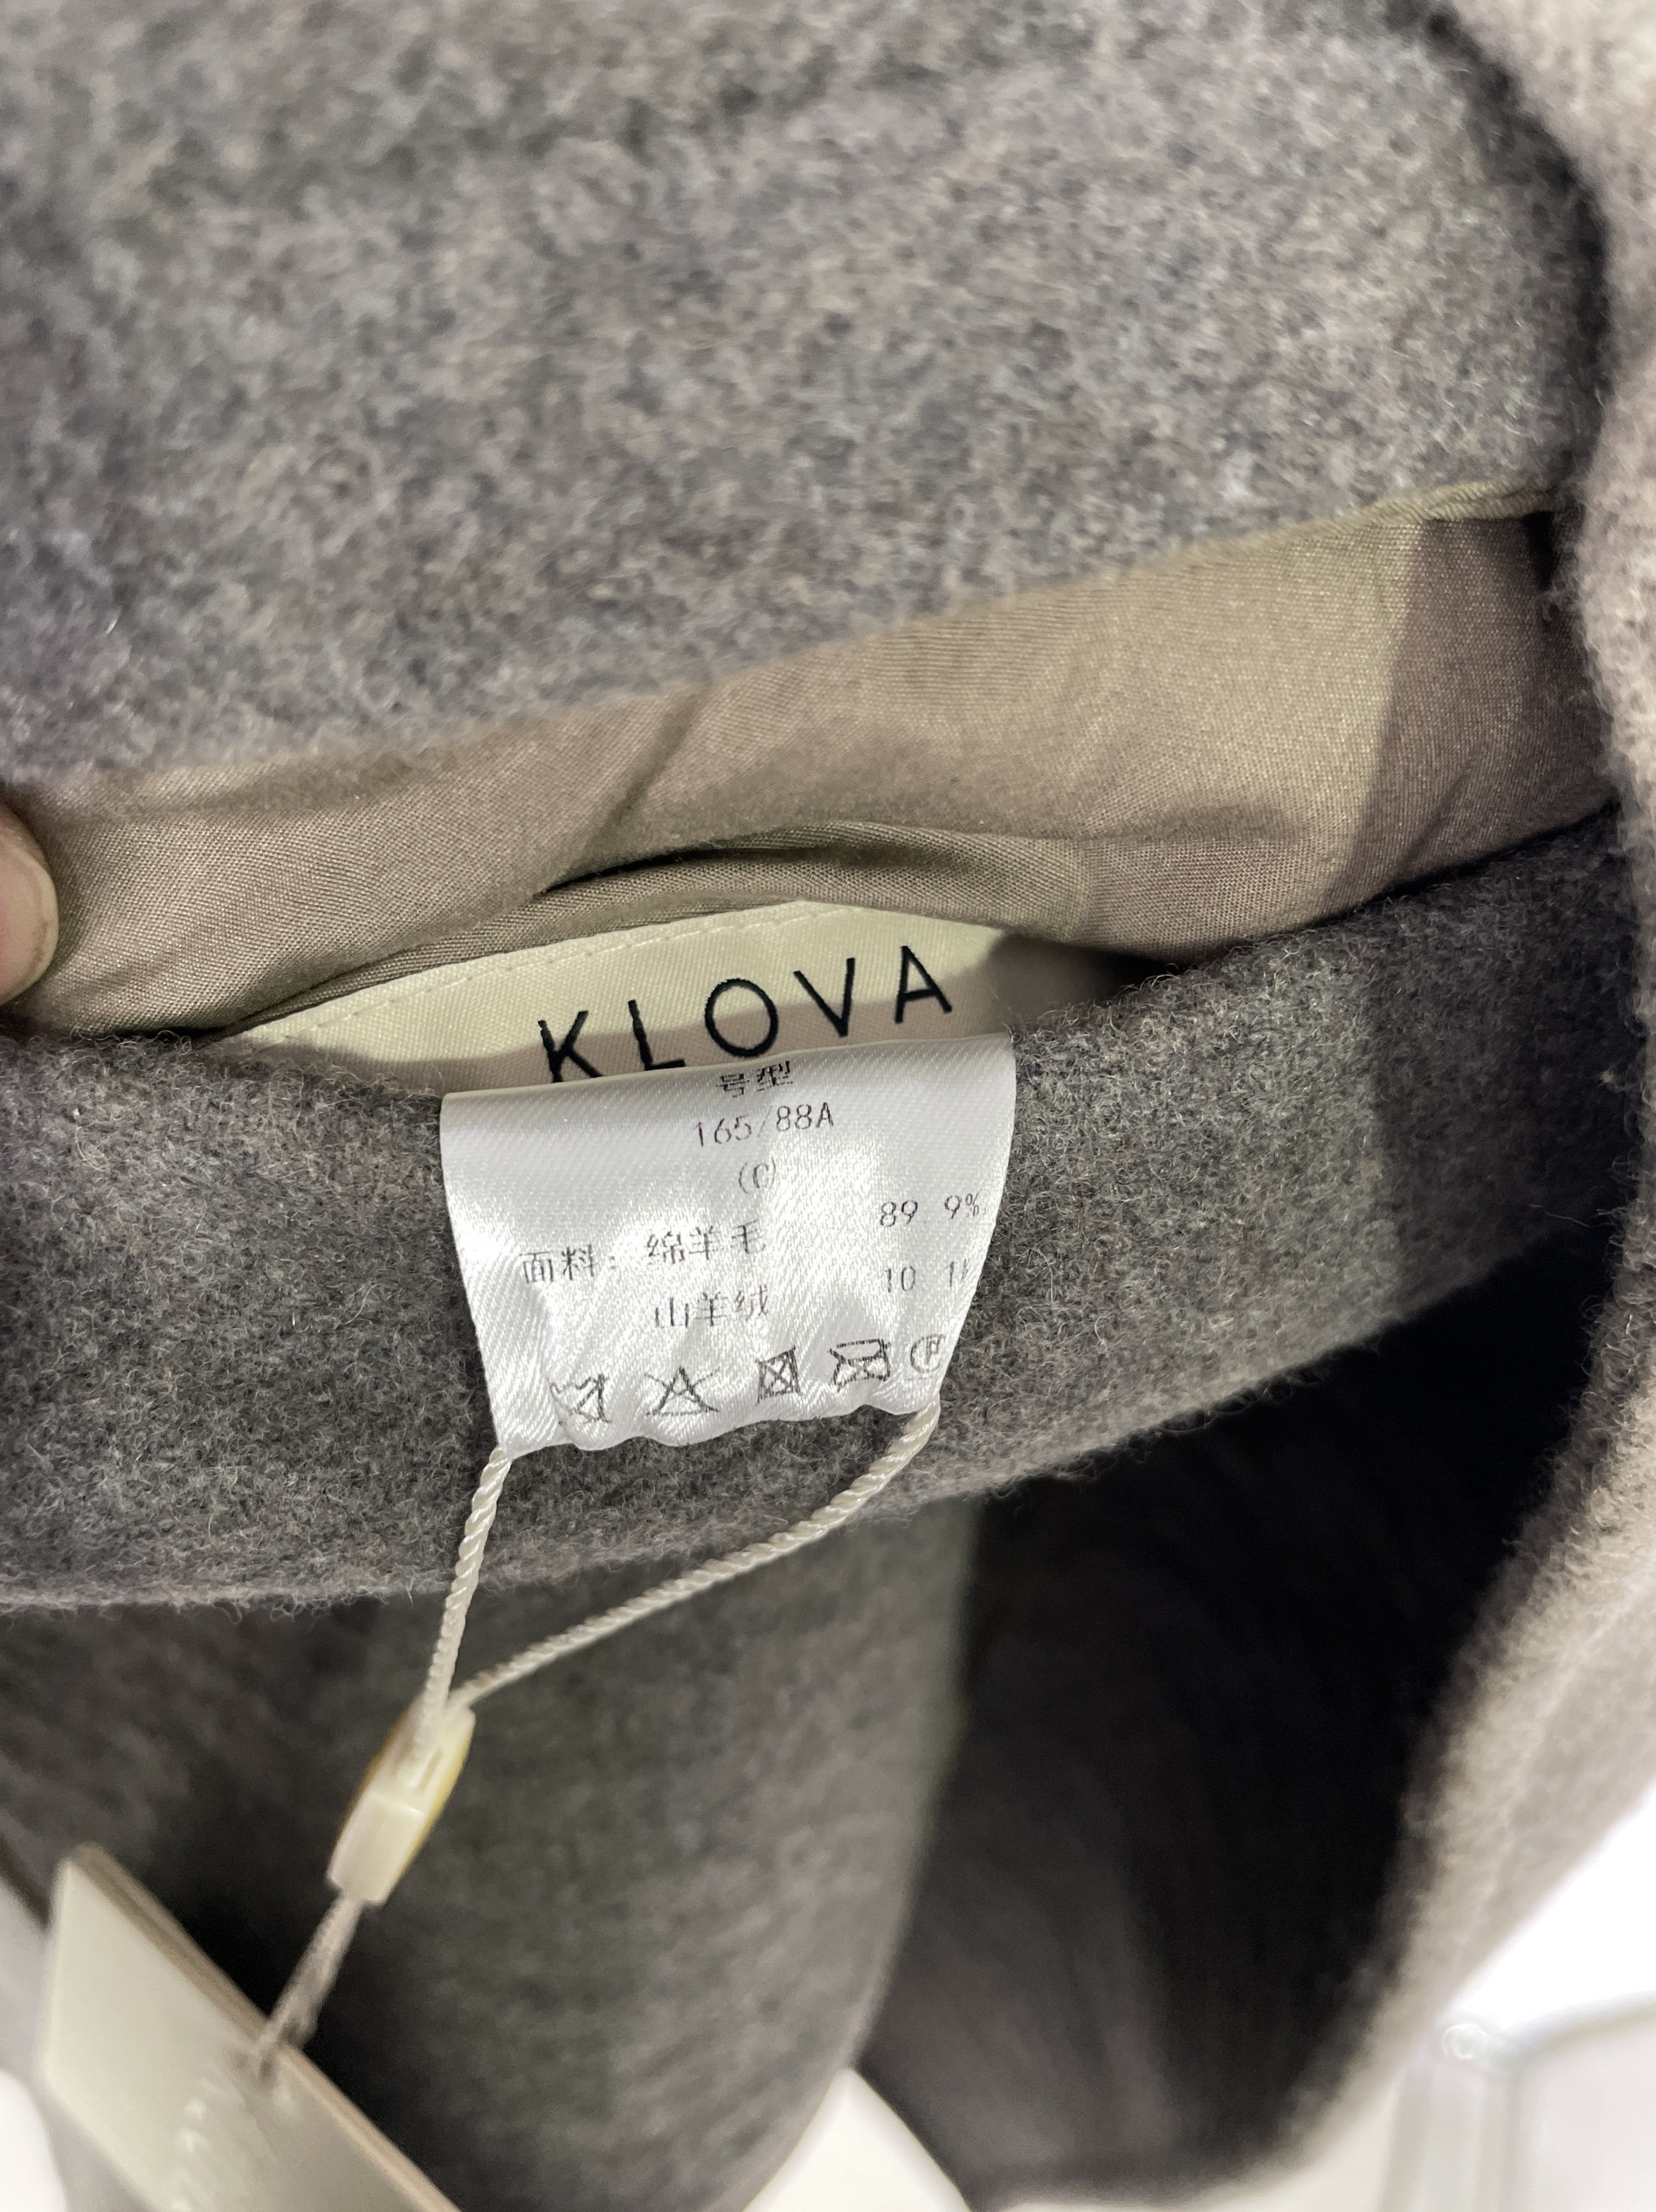 KLOVA
号型
165/88A
(C)
面料: 绵羊毛 89.9%
山羊绒 10.1%
Ⓟ